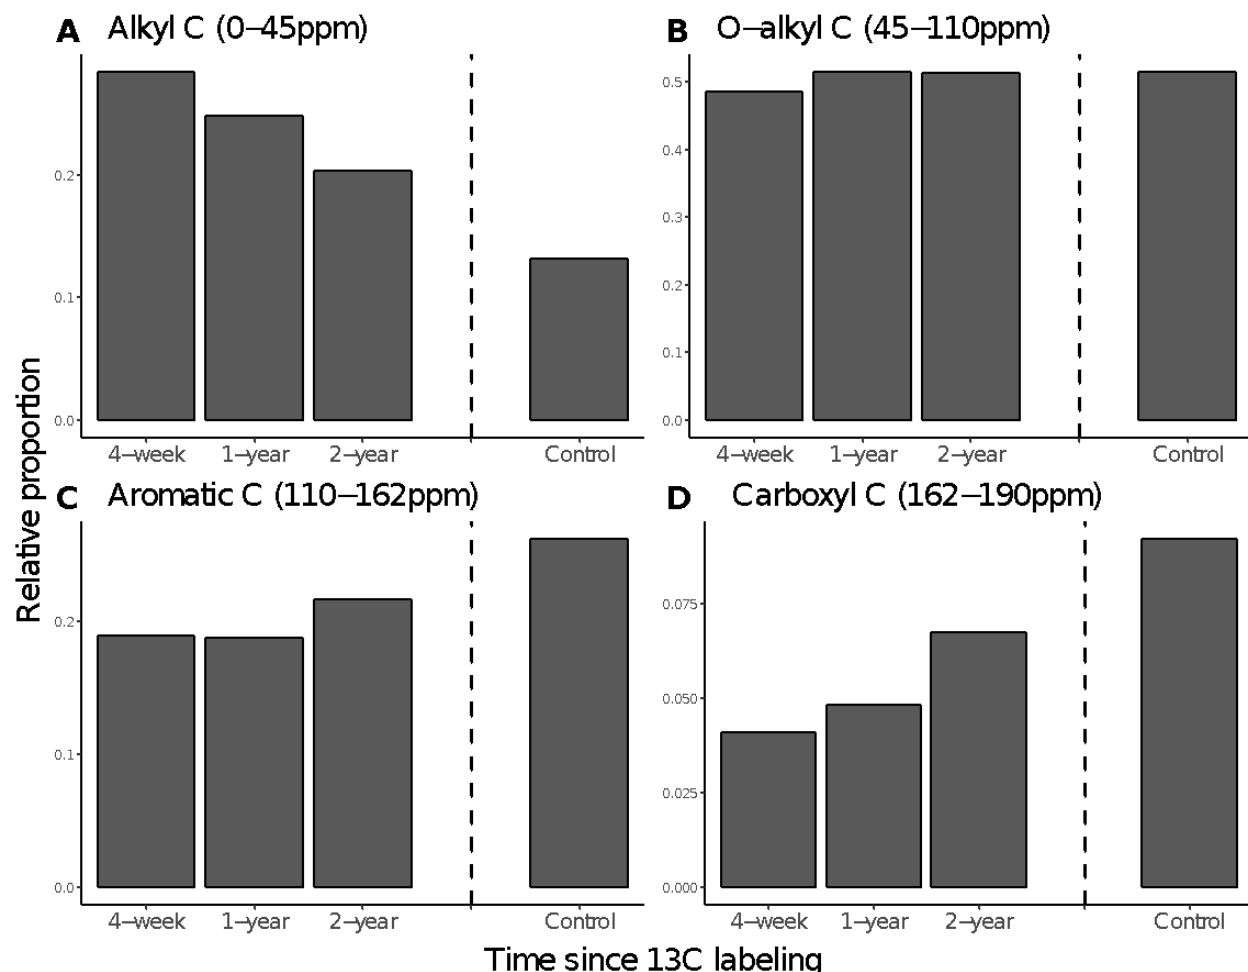 A Alkyl C (0–45ppm)
0.2
0.1
0.0
4–week 1–year 2–year Control
B O–alkyl C (45–110ppm)
0.5
0.4
0.3
0.2
0.1
0.0
4–week 1–year 2–year Control
Relative proportion
C Aromatic C (110–162ppm)
0.2
0.1
0.0
4–week 1–year 2–year Control
D Carboxyl C (162–190ppm)
0.075
0.050
0.025
0.000
4–week 1–year 2–year Control
Time since 13C labeling